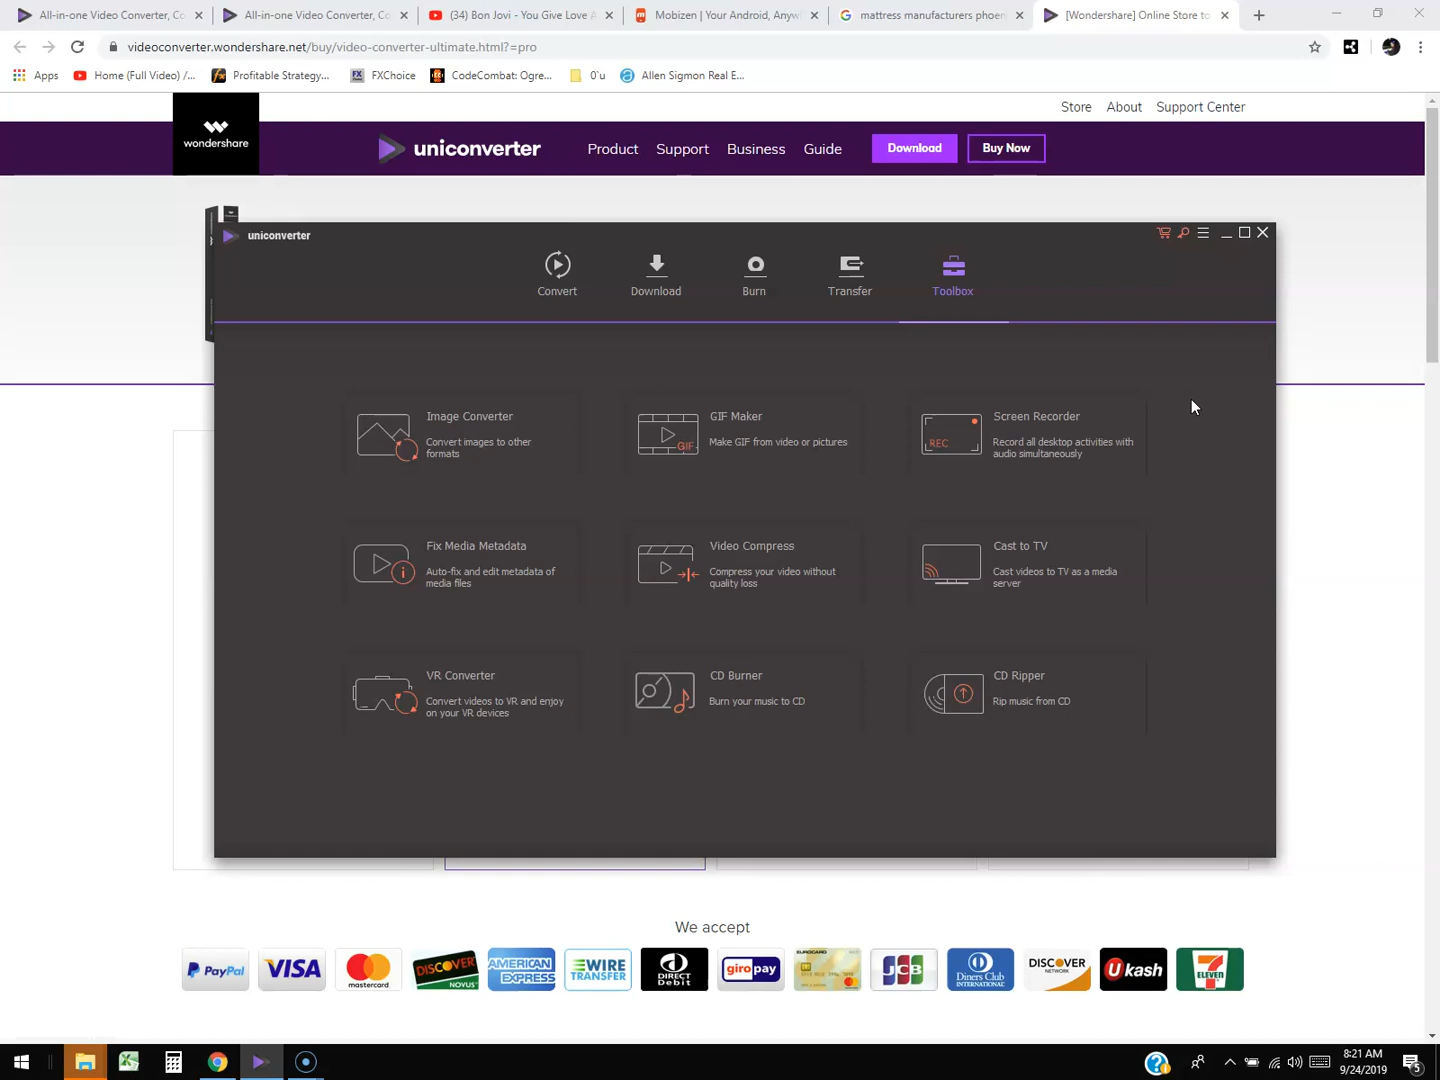 All-in-one Video Converter, Co
All-in-one Video Converter, Co
(34) Bon Jovi - You Give Love A
Mobizen | Your Android, Anyw
mattress manufacturers phoen
[Wondershare] Online Store to
videoconverter.wondershare.net/buy/video-converter-ultimate.html?=pro
Apps
Home (Full Video) /...
Profitable Strategy...
FXChoice
CodeCombat: Ogre...
0`u
Allen Sigmon Real E...
Store
About
Support Center
wondershare
uniconverter
Product
Support
Business
Guide
Download
Buy Now
uniconverter
Convert
Download
Burn
Transfer
Toolbox
Image Converter
Convert images to other
formats
GIF
GIF Maker
Make GIF from video or pictures
REC
Screen Recorder
Record all desktop activities with
audio simultaneously
Fix Media Metadata
Auto-fix and edit metadata of
media files
Video Compress
Compress your video without
quality loss
Cast to TV
Cast videos to TV as a media
server
VR Converter
Convert videos to VR and enjoy
on your VR devices
CD Burner
Burn your music to CD
CD Ripper
Rip music from CD
We accept
PayPal
VISA
mastercard
DISCOVER
NOVUS
AMERICAN
EXPRESS
WIRE
TRANSFER
DIRECT
Debit
giropay
EUROCARD
JCB
Diners Club
INTERNATIONAL
DISCOVER
NETWORK
Ukash
7
ELEVEN
8:21 AM
9/24/2019
5